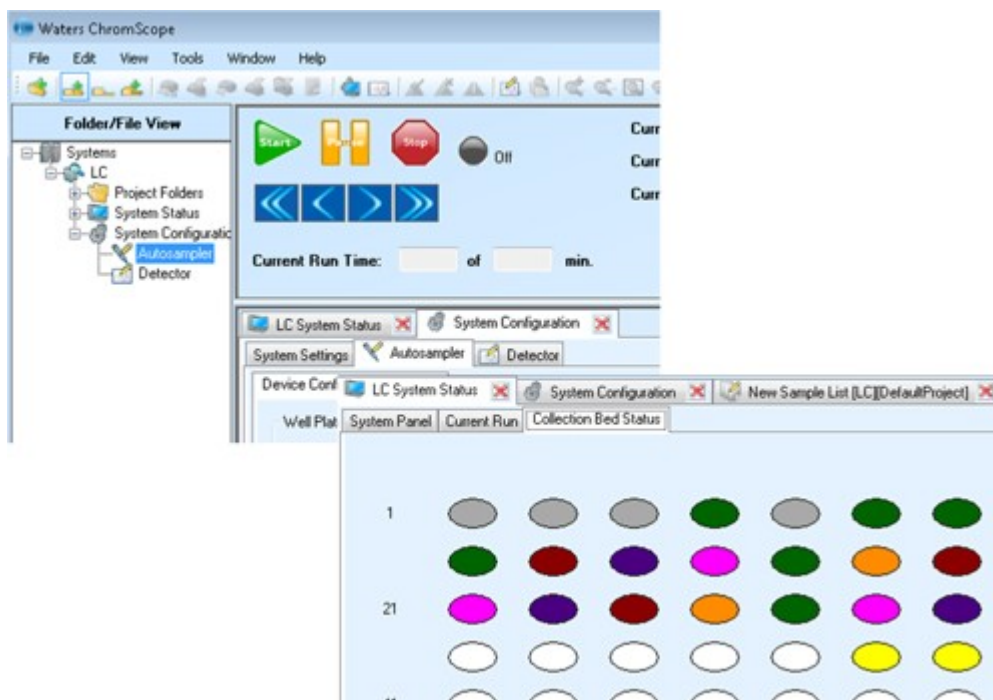 Waters ChromScope
File Edit View Tools Window Help
Folder/File View
Systems
LC
Project Folders
System Status
System Configuratic
Autosampler
Detector
Start Pause Stop Off
Curr
Curr
Curr
Current Run Time: of min.
LC System Status System Configuration
System Settings Autosampler Detector
Device Conf
Well Plat
LC System Status System Configuration New Sample List [LC][DefaultProject]
System Panel Current Run Collection Bed Status
1
21